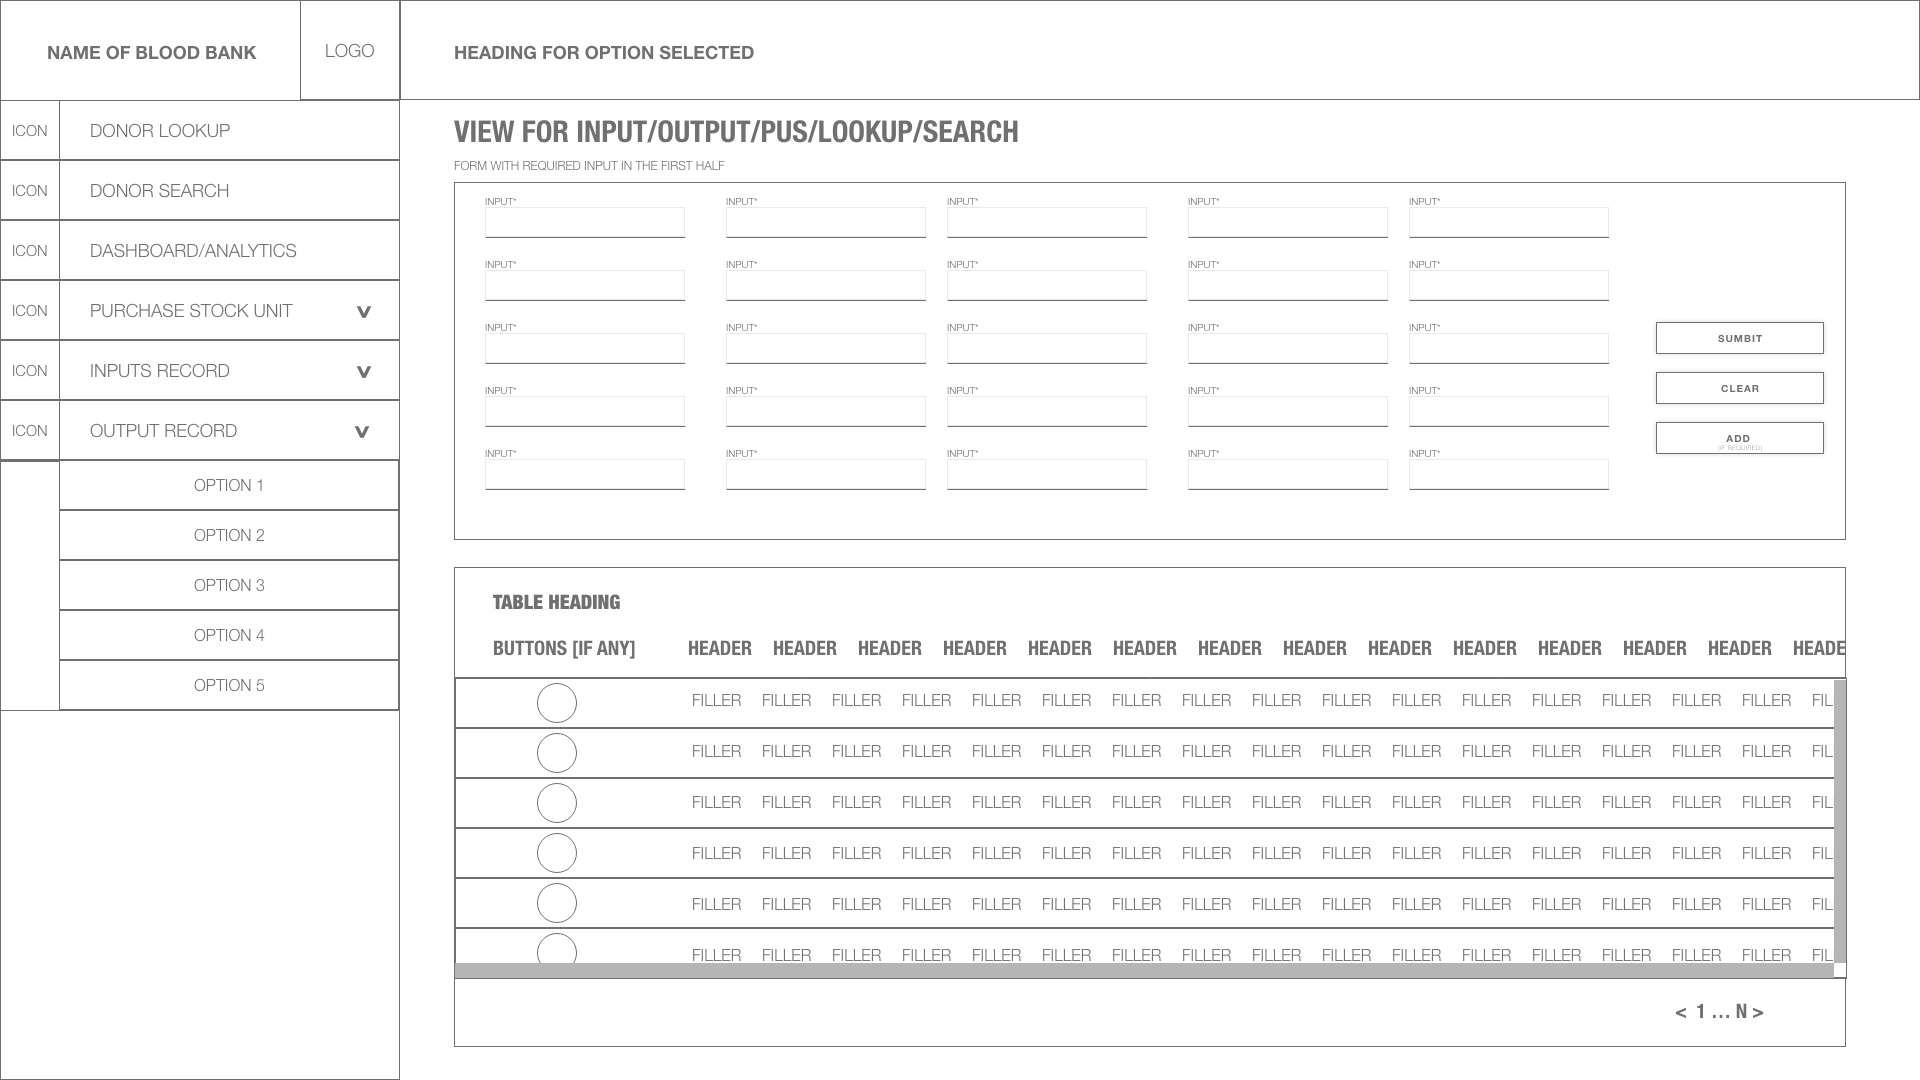 NAME OF BLOOD BANK
LOGO
HEADING FOR OPTION SELECTED
ICON DONOR LOOKUP
ICON DONOR SEARCH
ICON DASHBOARD/ANALYTICS
ICON PURCHASE STOCK UNIT V
ICON INPUTS RECORD V
ICON OUTPUT RECORD V
OPTION 1
OPTION 2
OPTION 3
OPTION 4
OPTION 5
VIEW FOR INPUT/OUTPUT/PUS/LOOKUP/SEARCH
FORM WITH REQUIRED INPUT IN THE FIRST HALF
INPUT* INPUT* INPUT* INPUT* INPUT*
INPUT* INPUT* INPUT* INPUT* INPUT*
INPUT* INPUT* INPUT* INPUT* INPUT*
INPUT* INPUT* INPUT* INPUT* INPUT*
INPUT* INPUT* INPUT* INPUT* INPUT*
SUMBIT
CLEAR
ADD
(IF REQUIRED)
TABLE HEADING
BUTTONS [IF ANY] HEADER HEADER HEADER HEADER HEADER HEADER HEADER HEADER HEADER HEADER HEADER HEADER HEADER HEADE
FILLER FILLER FILLER FILLER FILLER FILLER FILLER FILLER FILLER FILLER FILLER FILLER FILLER FILLER FILLER FILLER FIL
FILLER FILLER FILLER FILLER FILLER FILLER FILLER FILLER FILLER FILLER FILLER FILLER FILLER FILLER FILLER FILLER FIL
FILLER FILLER FILLER FILLER FILLER FILLER FILLER FILLER FILLER FILLER FILLER FILLER FILLER FILLER FILLER FILLER FIL
FILLER FILLER FILLER FILLER FILLER FILLER FILLER FILLER FILLER FILLER FILLER FILLER FILLER FILLER FILLER FILLER FIL
FILLER FILLER FILLER FILLER FILLER FILLER FILLER FILLER FILLER FILLER FILLER FILLER FILLER FILLER FILLER FILLER FIL
FILLER FILLER FILLER FILLER FILLER FILLER FILLER FILLER FILLER FILLER FILLER FILLER FILLER FILLER FILLER FILLER FIL
< 1 ... N >